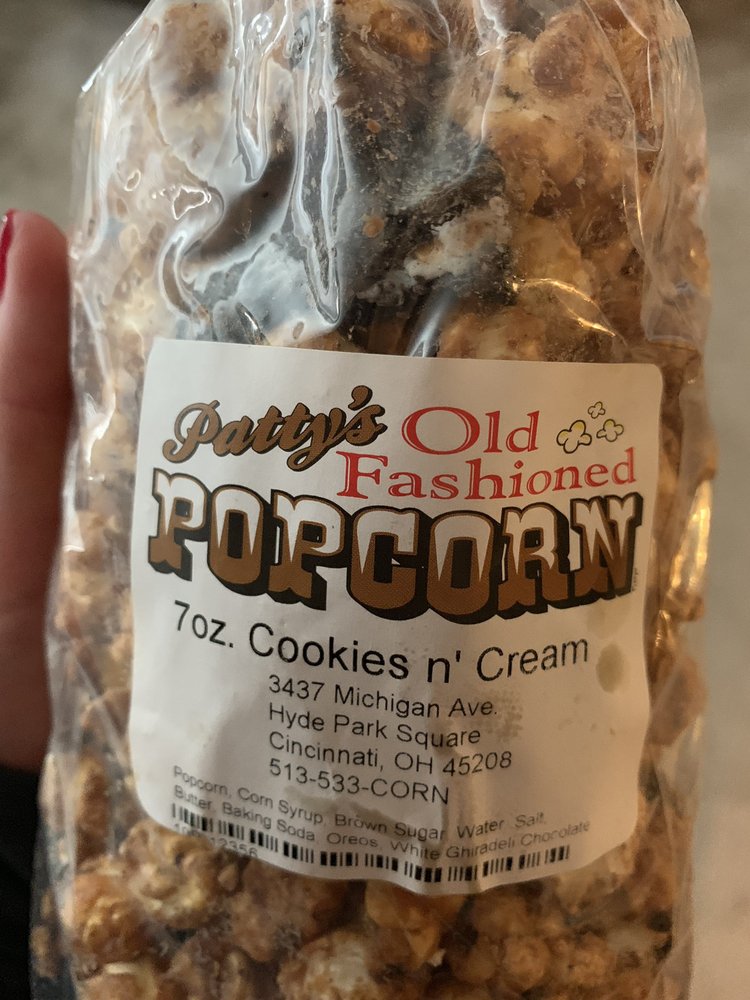 Patty's Old
Fashioned
POPCORN
7oz. Cookies n' Cream
3437 Michigan Ave.
Hyde Park Square
Cincinnati, OH 45208
513-533-CORN
Popcorn, Corn Syrup, Brown Sugar, Water, Salt,
Butter, Baking Soda, Oreos, White Ghiradeli Chocolate